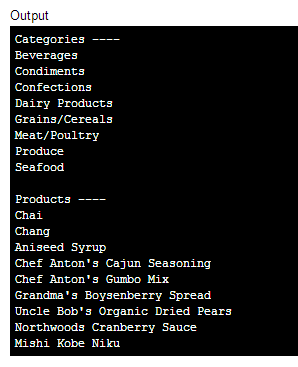 Output
Categories ----
Beverages
Condiments
Confections
Dairy Products
Grains/Cereals
Meat/Poultry
Produce
Seafood
Products ----
Chai
Chang
Aniseed Syrup
Chef Anton's Cajun Seasoning
Chef Anton's Gumbo Mix
Grandma's Boysenberry Spread
Uncle Bob's Organic Dried Pears
Northwoods Cranberry Sauce
Mishi Kobe Niku